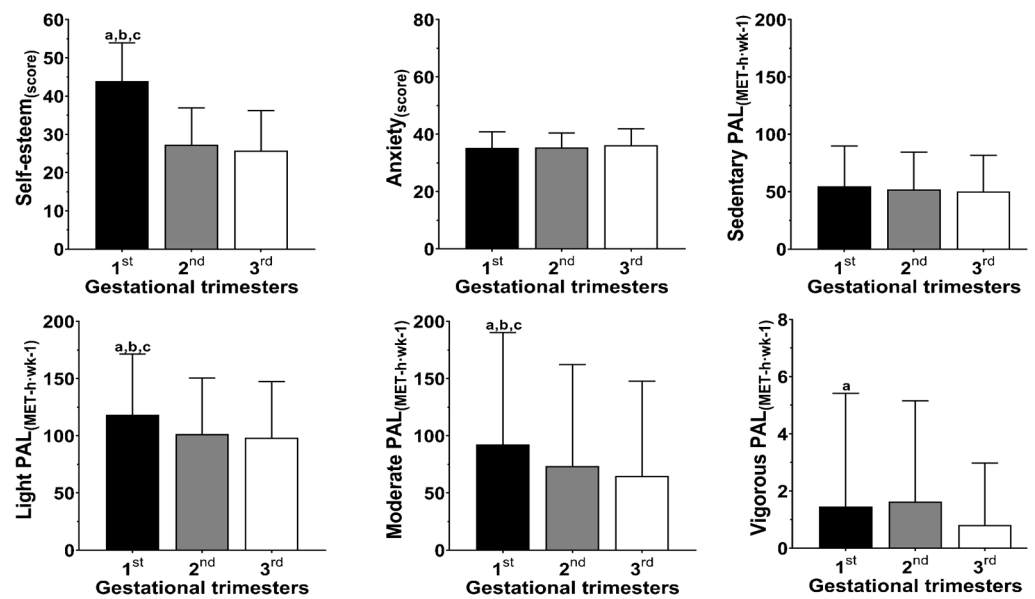 Self-esteem(score)
60
50
40
30
20
10
0
a,b,c
1st 2nd 3rd
Gestational trimesters
Anxiety(score)
80
60
40
20
0
1st 2nd 3rd
Gestational trimesters
Sedentary PAL(MET-h·wk-1)
200
150
100
50
0
1st 2nd 3rd
Gestational trimesters
Light PAL(MET-h·wk-1)
200
150
100
50
0
a,b,c
1st 2nd 3rd
Gestational trimesters
Moderate PAL(MET-h·wk-1)
200
150
100
50
0
a,b,c
1st 2nd 3rd
Gestational trimesters
Vigorous PAL(MET-h·wk-1)
8
6
4
2
0
a
1st 2nd 3rd
Gestational trimesters